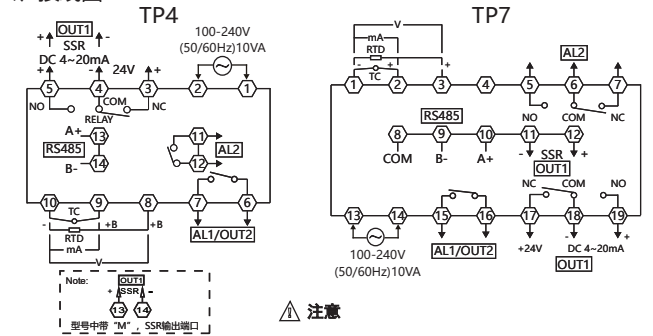 TP4
OUT1
+ SSR -
DC 4~20mA
+ - 24V +
100-240V
(50/60Hz)10VA
5 4 3 2 1
NO COM NC
RELAY
A+ 13
RS485
B- 14
11
12
AL2
10 9 8 7 6
TC
- +B +B
RTD
mA
V
AL1/OUT2
Note:
OUT1
+ SSR -
13 14
型号中带“M”，SSR输出端口
TP7
V
mA
RTD
- + +
TC
AL2
1 2 3 4 5 6 7
NO COM NC
RS485
8 9 10 11 12
COM B- A+
- SSR +
OUT1
NC COM NO
13 14 15 16 17 18 19
100-240V
(50/60Hz)10VA
AL1/OUT2
+24V
- +
DC 4~20mA
OUT1
注意